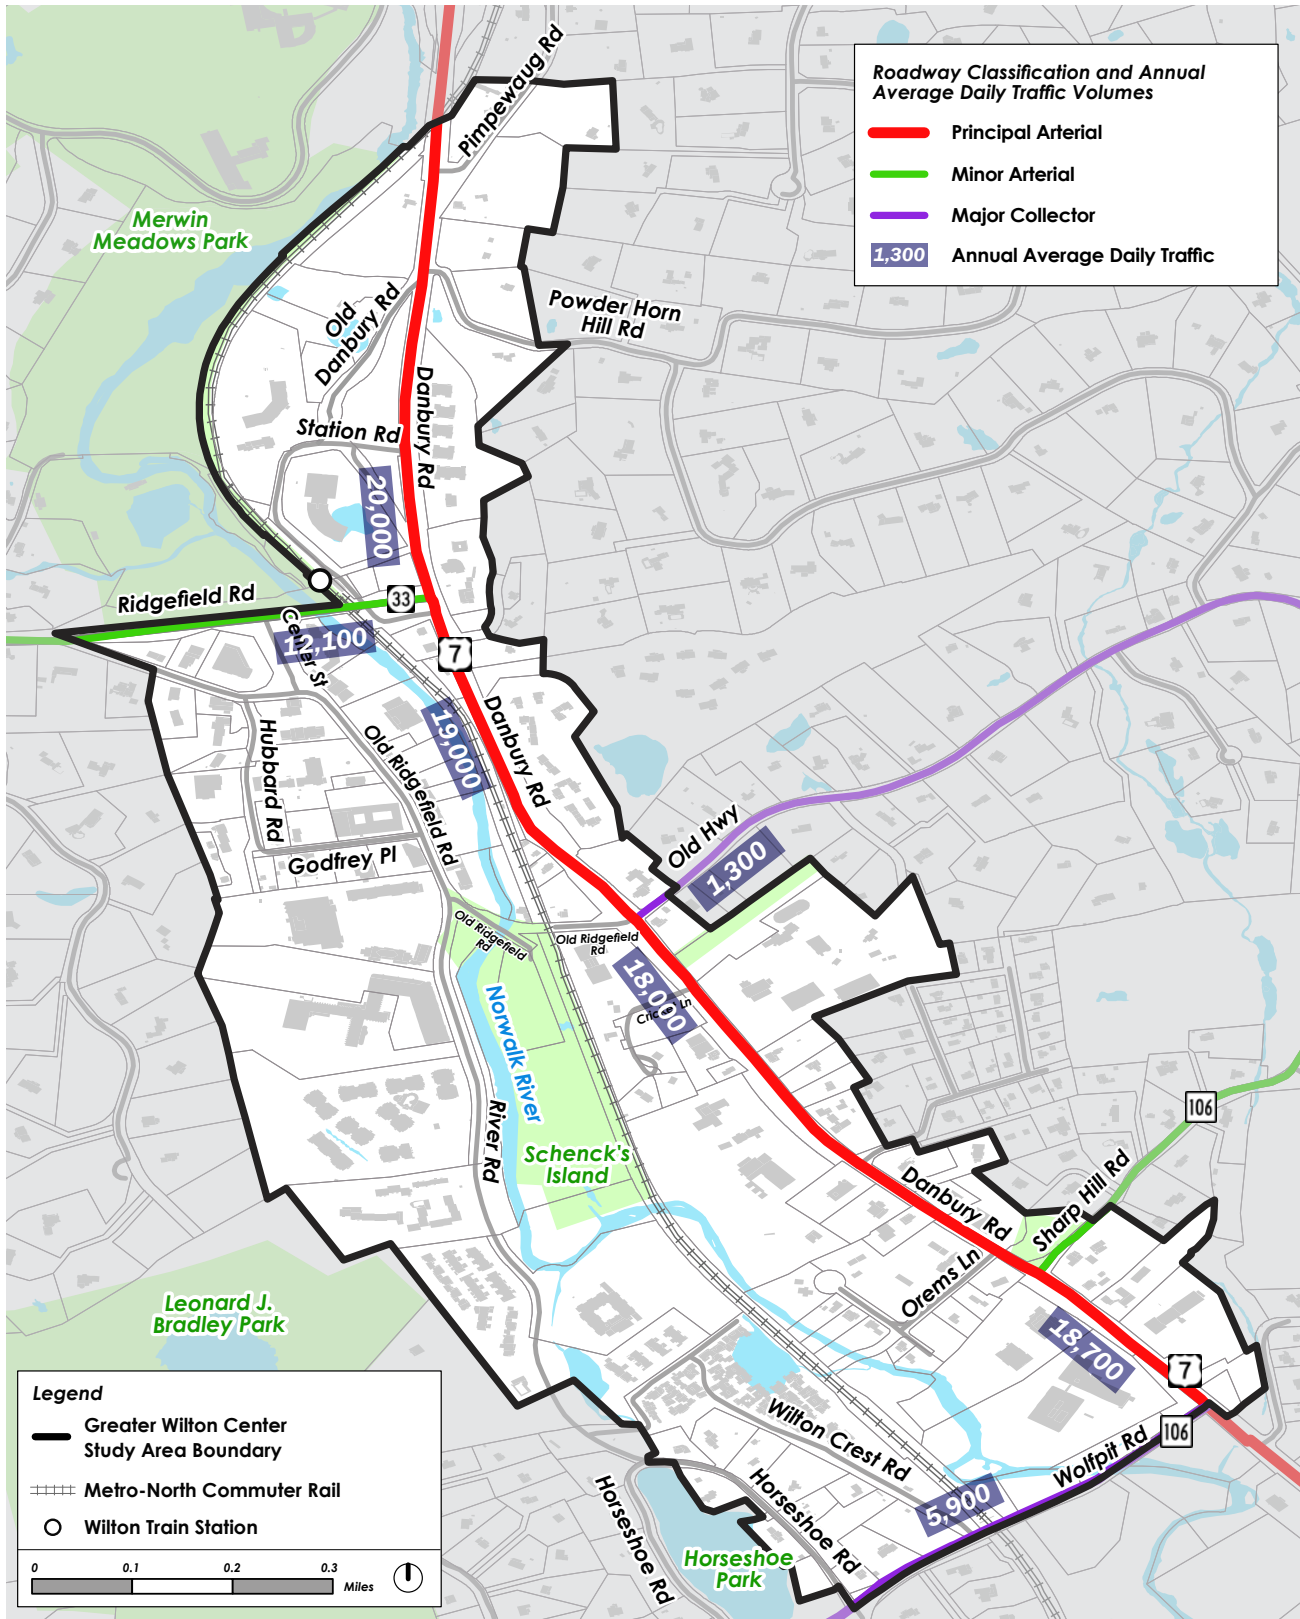 Roadway Classification and Annual
Average Daily Traffic Volumes
Principal Arterial
Minor Arterial
Major Collector
1,300 Annual Average Daily Traffic
Pimpewaug Rd
Merwin
Meadows Park
Old
Danbury Rd
Powder Horn
Hill Rd
Danbury Rd
Station Rd
20,000
Ridgefield Rd
33
Center St
12,100
7
19,000
Danbury Rd
Old Ridgefield Rd
Hubbard Rd
Godfrey Pl
Old Hwy
1,300
Old Ridgefield
Rd
Old Ridgefield
Rd
18,000
Cricket Ln
Norwalk River
River Rd
Schenck's
Island
106
Danbury Rd
Sharp Hill Rd
Orems Ln
Leonard J.
Bradley Park
18,700
7
106
Wilton Crest Rd
Wolfpit Rd
5,900
Horseshoe Rd
Horseshoe Rd
Horseshoe
Park
Legend
Greater Wilton Center
Study Area Boundary
Metro-North Commuter Rail
Wilton Train Station
0 0.1 0.2 0.3
Miles